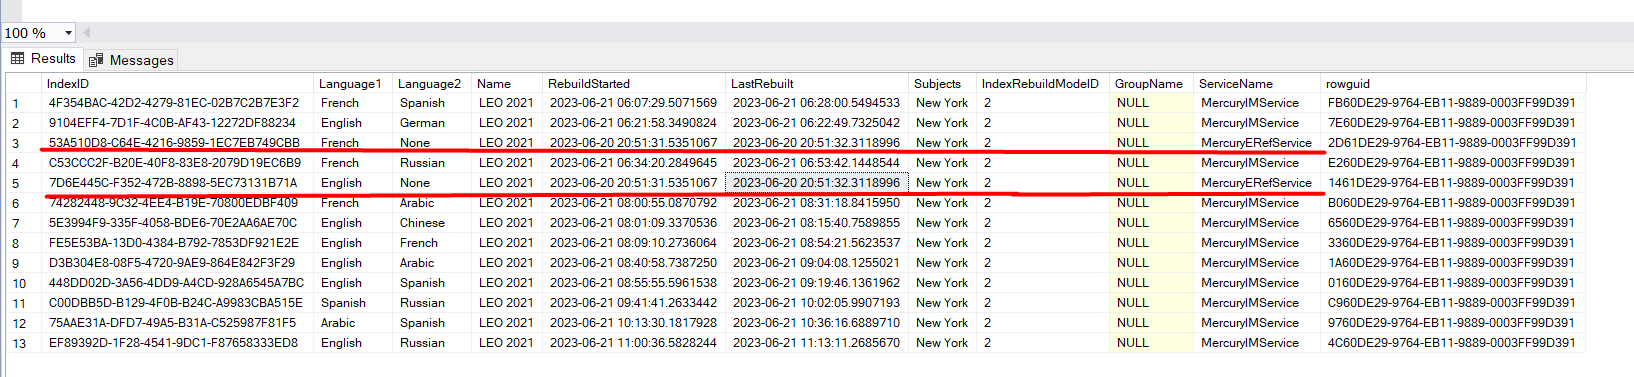 100 %
Results Messages
IndexID Language1 Language2 Name RebuildStarted LastRebuilt Subjects IndexRebuildModeID GroupName ServiceName rowguid
1 4F354BAC-42D2-4279-81EC-02B7C2B7E3F2 French Spanish LEO 2021 2023-06-21 06:07:29.5071569 2023-06-21 06:28:00.5494533 New York 2 NULL MercuryIMService FB60DE29-9764-EB11-9889-0003FF99D391
2 9104EFF4-7D1F-4C0B-AF43-12272DF88234 English German LEO 2021 2023-06-21 06:21:58.3490824 2023-06-21 06:22:49.7325042 New York 2 NULL MercuryIMService 7E60DE29-9764-EB11-9889-0003FF99D391
3 53A510D8-C64E-4216-9859-1EC7EB749CBB French None LEO 2021 2023-06-20 20:51:31.5351067 2023-06-20 20:51:32.3118996 New York 2 NULL MercuryERefService 2D61DE29-9764-EB11-9889-0003FF99D391
4 C53CCC2F-B20E-40F8-83E8-2079D19EC6B9 French Russian LEO 2021 2023-06-21 06:34:20.2849645 2023-06-21 06:53:42.1448544 New York 2 NULL MercuryIMService E260DE29-9764-EB11-9889-0003FF99D391
5 7D6E445C-F352-472B-8898-5EC73131B71A English None LEO 2021 2023-06-20 20:51:31.5351067 2023-06-20 20:51:32.3118996 New York 2 NULL MercuryERefService 1461DE29-9764-EB11-9889-0003FF99D391
6 74282448-9C32-4EE4-B19E-70800EDBF409 French Arabic LEO 2021 2023-06-21 08:00:55.0870792 2023-06-21 08:31:18.8415950 New York 2 NULL MercuryIMService B060DE29-9764-EB11-9889-0003FF99D391
7 5E3994F9-335F-4058-BDE6-70E2AA6AE70C English Chinese LEO 2021 2023-06-21 08:01:09.3370536 2023-06-21 08:15:40.7589855 New York 2 NULL MercuryIMService 6560DE29-9764-EB11-9889-0003FF99D391
8 FE5E53BA-13D0-4384-B792-7853DF921E2E English French LEO 2021 2023-06-21 08:09:10.2736064 2023-06-21 08:54:21.5623537 New York 2 NULL MercuryIMService 3360DE29-9764-EB11-9889-0003FF99D391
9 D3B304E8-08F5-4720-9AE9-864E842F3F29 English Arabic LEO 2021 2023-06-21 08:40:58.7387250 2023-06-21 09:04:08.1255021 New York 2 NULL MercuryIMService 1A60DE29-9764-EB11-9889-0003FF99D391
10 448DD02D-3A56-4DD9-A4CD-928A6545A7BC English Spanish LEO 2021 2023-06-21 08:55:55.5961538 2023-06-21 09:19:46.1361962 New York 2 NULL MercuryIMService 0160DE29-9764-EB11-9889-0003FF99D391
11 C00DBB5D-B129-4F0B-B24C-A9983CBA515E Spanish Russian LEO 2021 2023-06-21 09:41:41.2633442 2023-06-21 10:02:05.9907193 New York 2 NULL MercuryIMService C960DE29-9764-EB11-9889-0003FF99D391
12 75AAE31A-DFD7-49A5-B31A-C525987F81F5 Arabic Spanish LEO 2021 2023-06-21 10:13:30.1817928 2023-06-21 10:36:16.6889710 New York 2 NULL MercuryIMService 9760DE29-9764-EB11-9889-0003FF99D391
13 EF89392D-1F28-4541-9DC1-F87658333ED8 English Russian LEO 2021 2023-06-21 11:00:36.5828244 2023-06-21 11:13:11.2685670 New York 2 NULL MercuryIMService 4C60DE29-9764-EB11-9889-0003FF99D391